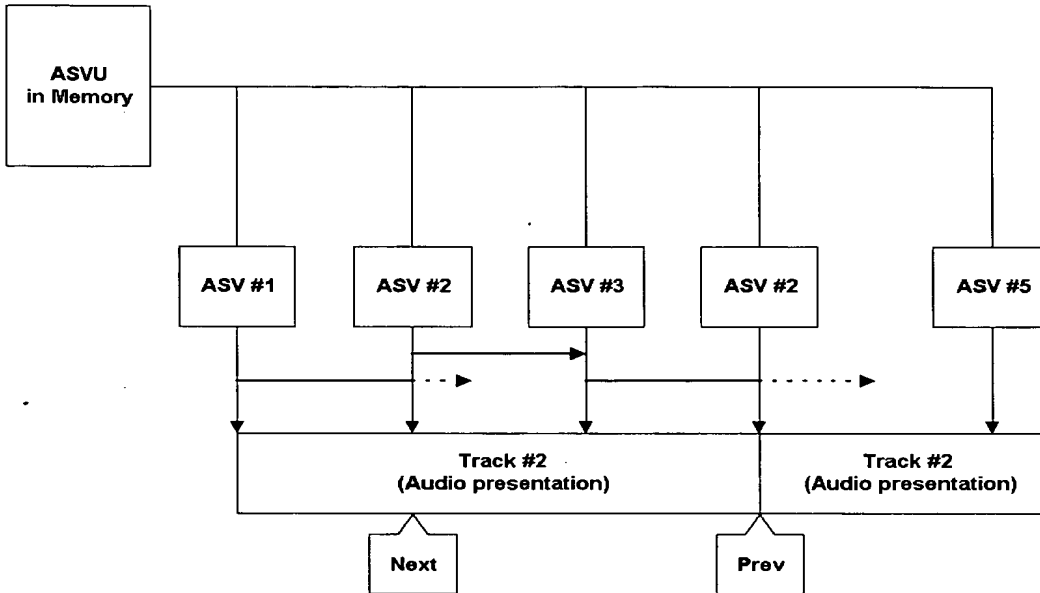 ASVU
in Memory
ASV #1
ASV #2
ASV #3
ASV #2
ASV #5
Track #2
(Audio presentation)
Track #2
(Audio presentation)
Next
Prev